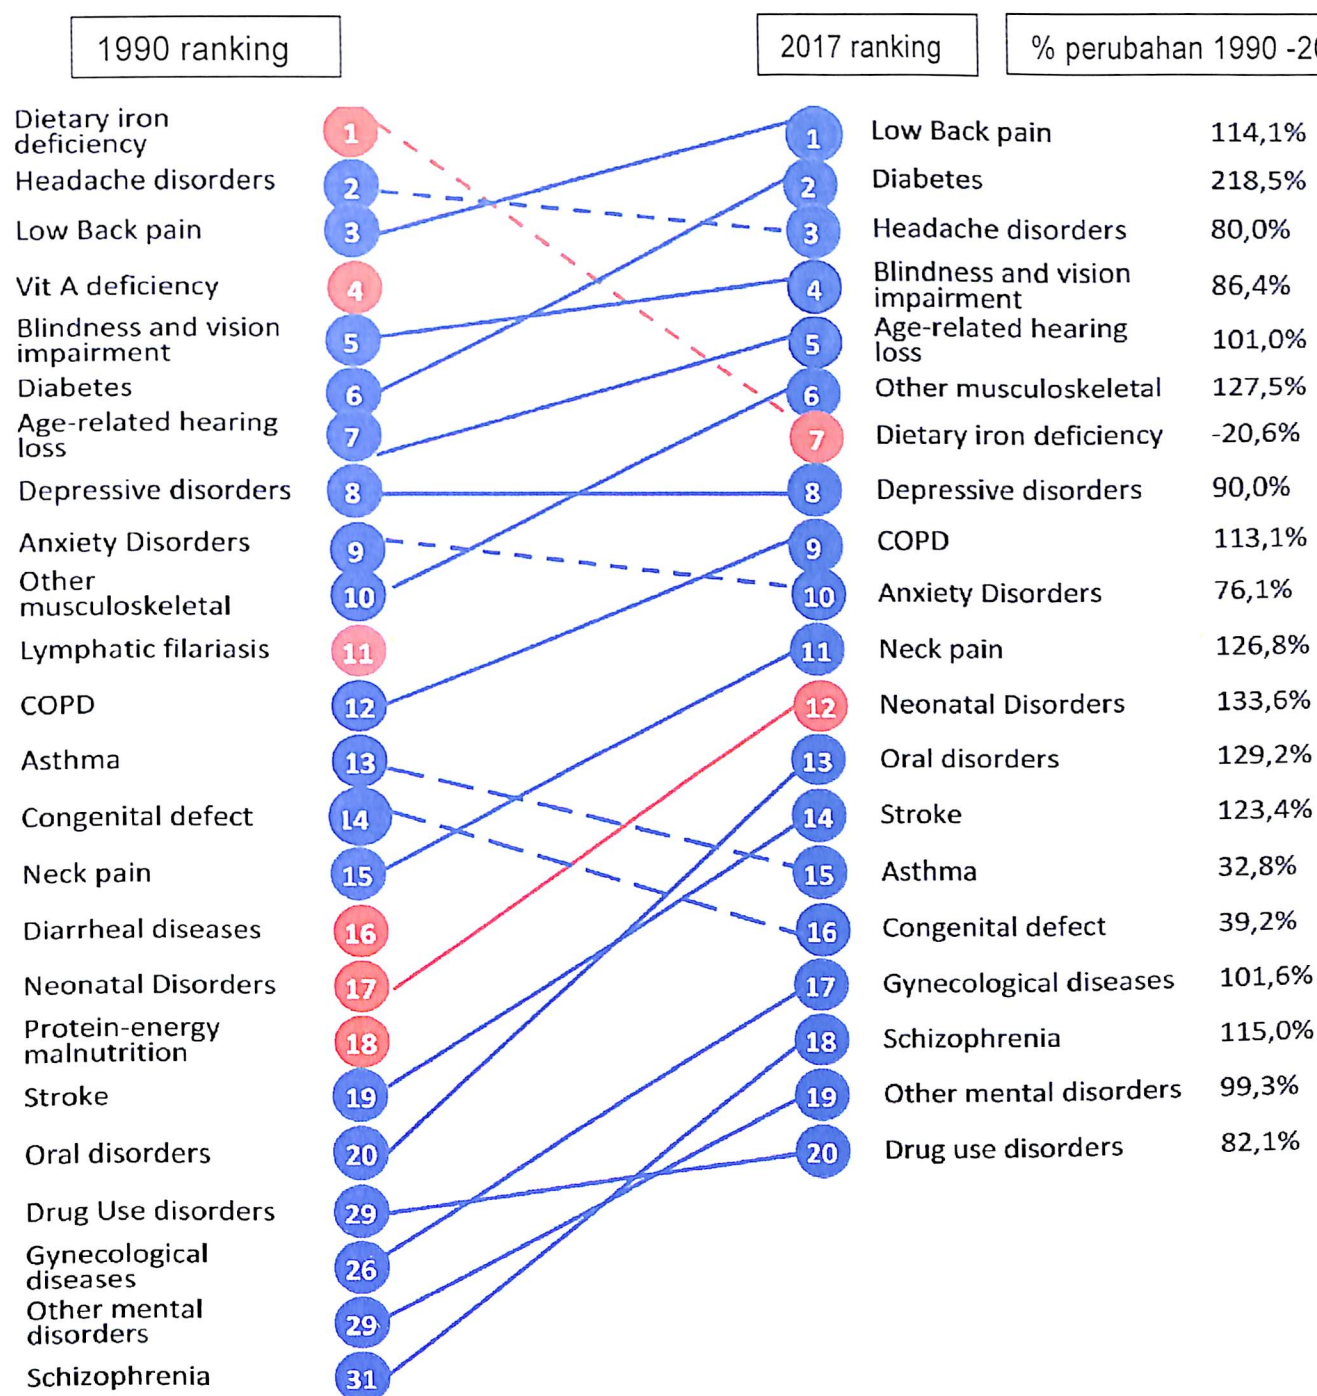 1990 ranking
2017 ranking
% perubahan 1990 -20
Dietary iron
deficiency
1
1
Low Back pain
114,1%
Headache disorders
2
2
Diabetes
218,5%
Low Back pain
3
3
Headache disorders
80,0%
Vit A deficiency
4
4
Blindness and vision
impairment
86,4%
Blindness and vision
impairment
5
5
Age-related hearing
loss
101,0%
Diabetes
6
6
Other musculoskeletal
127,5%
Age-related hearing
loss
7
7
Dietary iron deficiency
-20,6%
Depressive disorders
8
8
Depressive disorders
90,0%
Anxiety Disorders
9
9
COPD
113,1%
Other
musculoskeletal
10
10
Anxiety Disorders
76,1%
Lymphatic filariasis
11
11
Neck pain
126,8%
COPD
12
12
Neonatal Disorders
133,6%
Asthma
13
13
Oral disorders
129,2%
Congenital defect
14
14
Stroke
123,4%
Neck pain
15
15
Asthma
32,8%
Diarrheal diseases
16
16
Congenital defect
39,2%
Neonatal Disorders
17
17
Gynecological diseases
101,6%
Protein-energy
malnutrition
18
18
Schizophrenia
115,0%
Stroke
19
19
Other mental disorders
99,3%
Oral disorders
20
20
Drug use disorders
82,1%
Drug Use disorders
29
Gynecological
diseases
26
Other mental
disorders
29
Schizophrenia
31